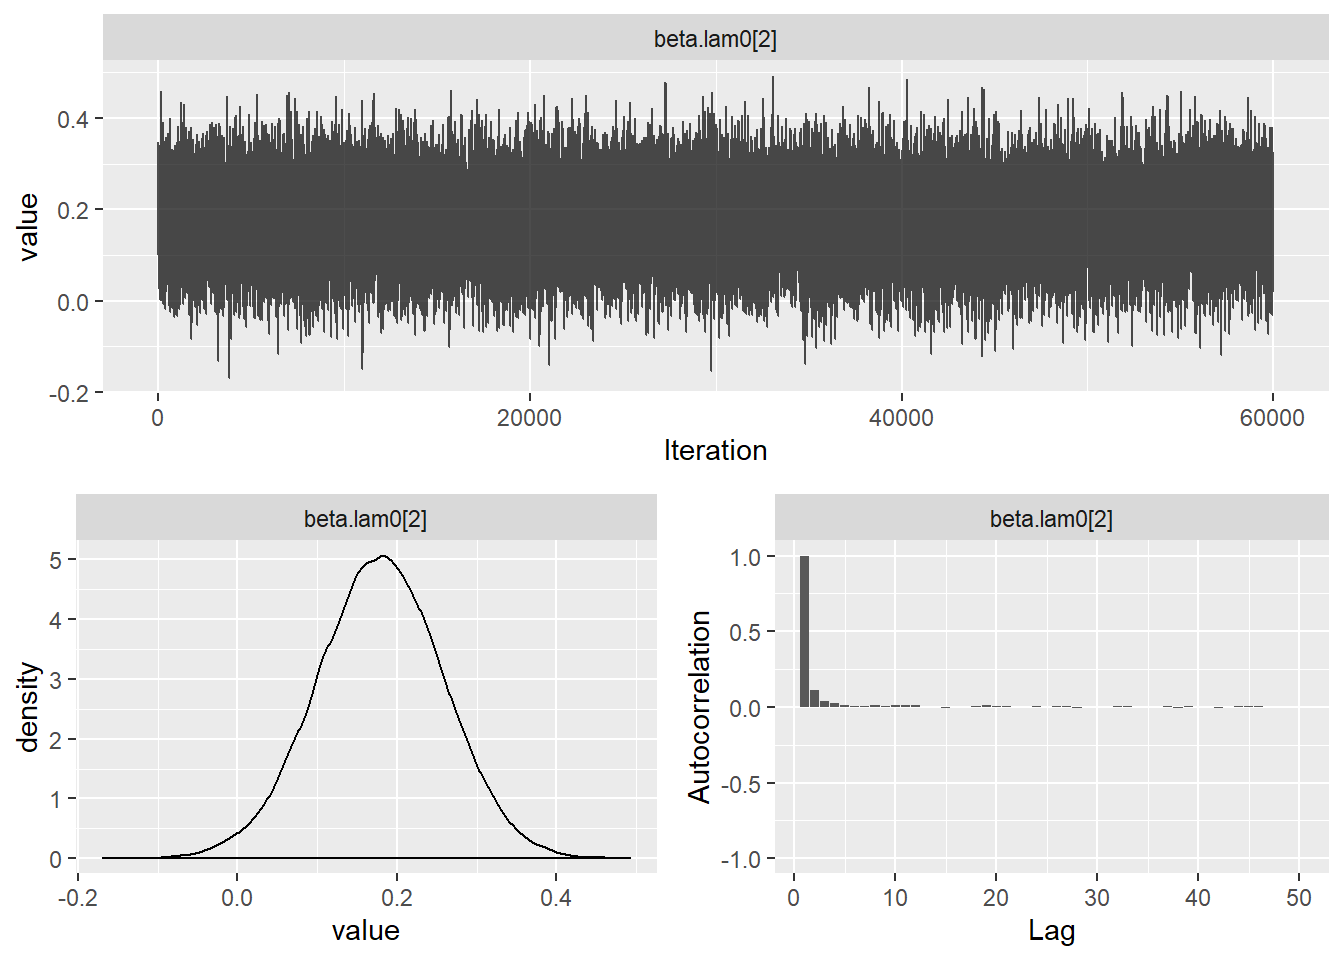 beta.lam0[2]
0.4
0.2
0.0
-0.2
value
0 20000 40000 60000
Iteration
beta.lam0[2]
5
4
3
2
1
0
density
-0.2 0.0 0.2 0.4
value
beta.lam0[2]
1.0
0.5
0.0
-0.5
-1.0
Autocorrelation
0 10 20 30 40 50
Lag